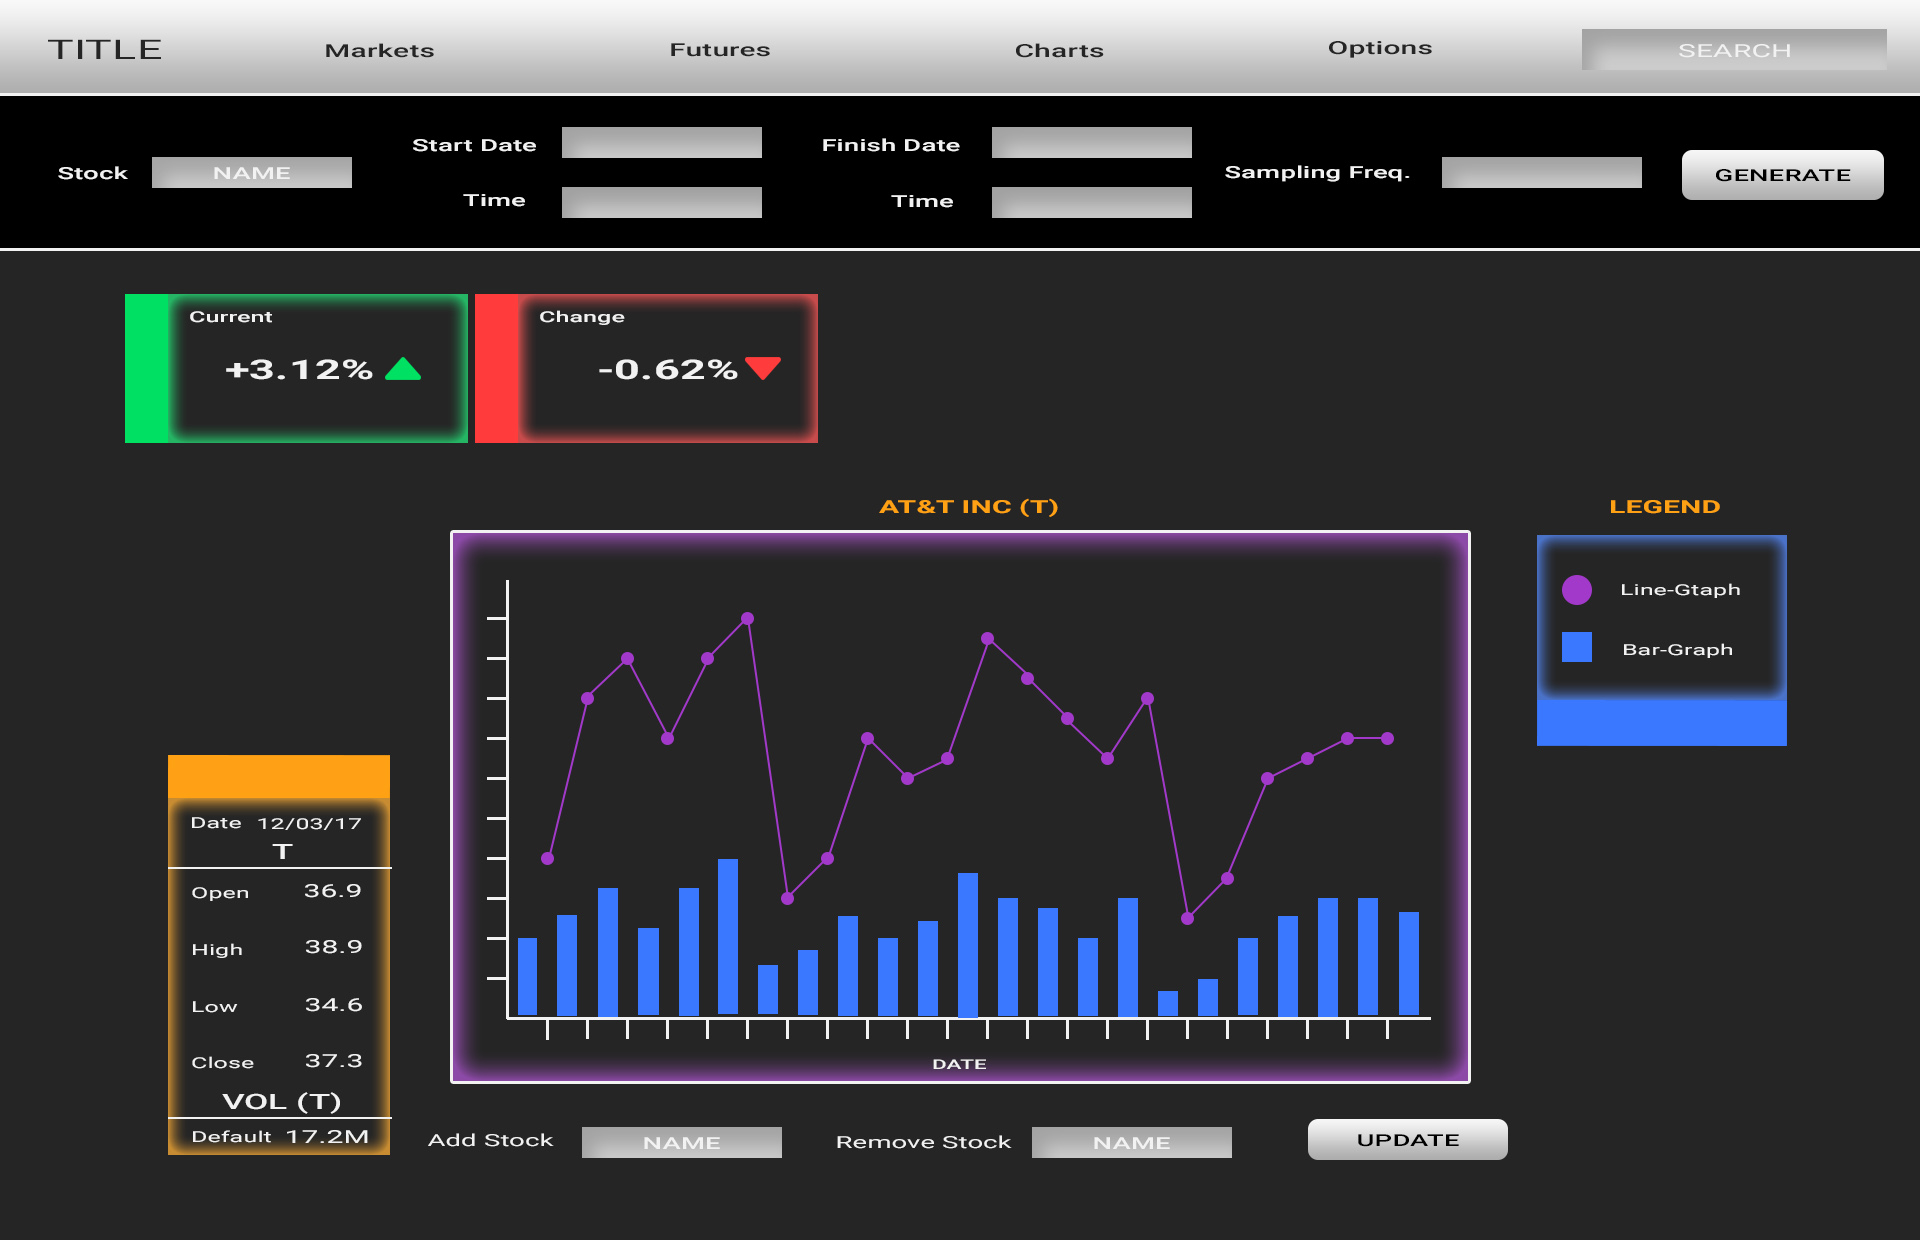 TITLE Markets Futures Charts Options SEARCH
Start Date Finish Date
Stock NAME Sampling Freq. GENERATE
Time Time
Current Change
+3.12% -0.62%
AT&T INC (T) LEGEND
Line-Gtaph
Bar-Graph
Date 12/03/17
T
Open 36.9
High 38.9
Low 34.6
Close 37.3
VOL (T)
Default 17.2M
DATE
Add Stock NAME Remove Stock NAME UPDATE